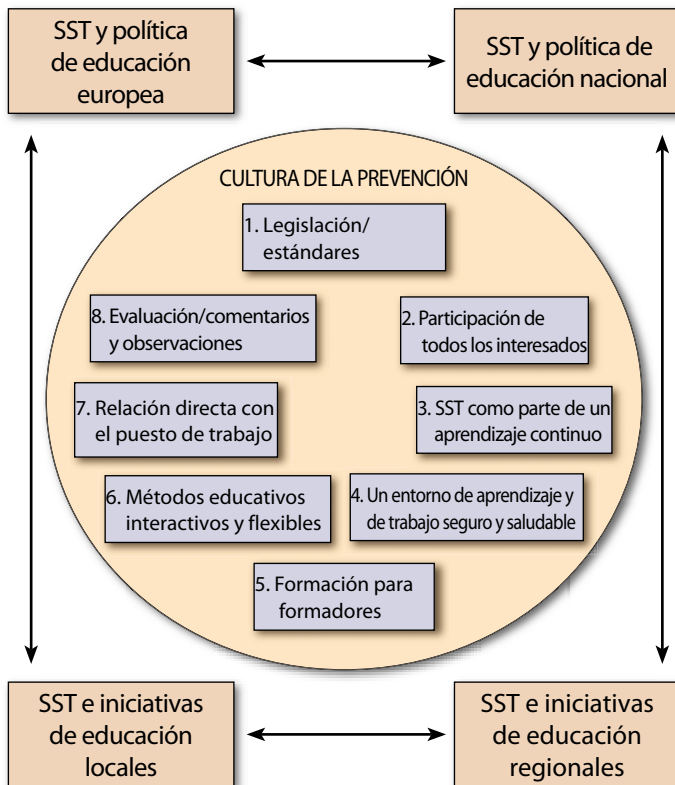 SST y política
de educación
europea
SST y política de
educación nacional
CULTURA DE LA PREVENCIÓN
1. Legislación/
estándares
2. Participación de
todos los interesados
3. SST como parte de un
aprendizaje continuo
4. Un entorno de aprendizaje y
de trabajo seguro y saludable
5. Formación para
formadores
6. Métodos educativos
interactivos y flexibles
7. Relación directa con
el puesto de trabajo
8. Evaluación/comentarios
y observaciones
SST e iniciativas
de educación
locales
SST e iniciativas
de educación
regionales